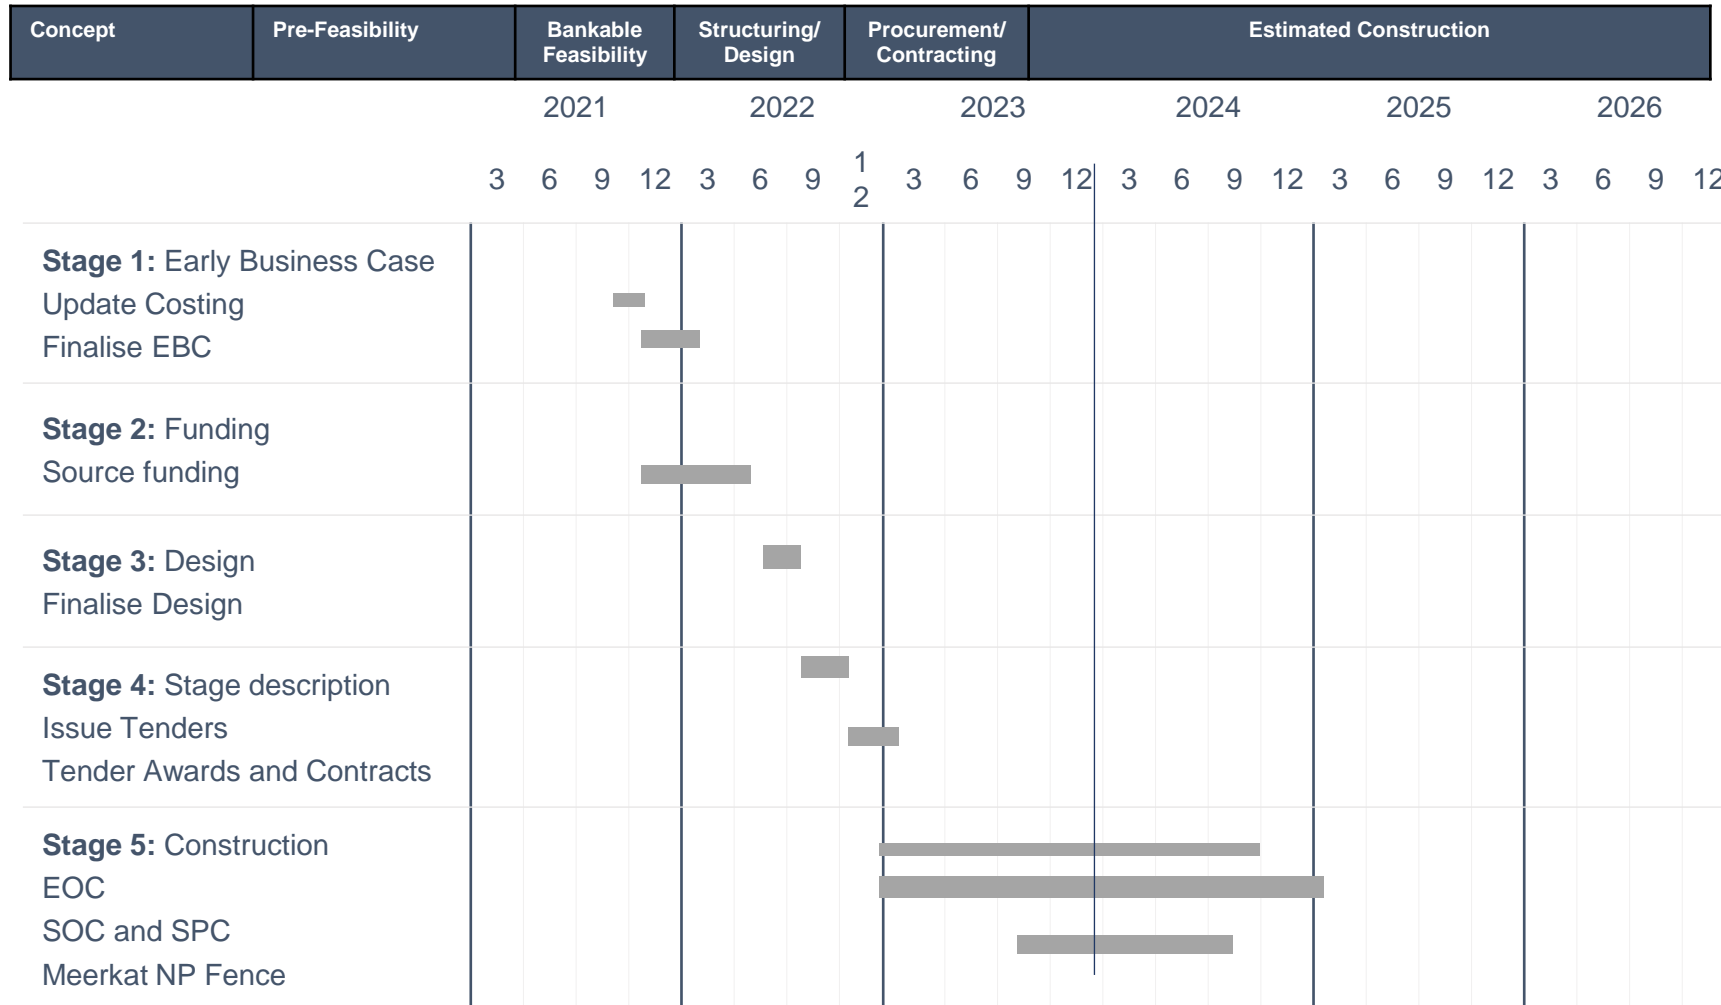 Concept
Pre-Feasibility
Bankable
Feasibility
Structuring/
Design
Procurement/
Contracting
Estimated Construction
2021 2022 2023 2024 2025 2026
3 6 9 12 3 6 9 12 3 6 9 12 3 6 9 12 3 6 9 12 3 6 9 12
Stage 1: Early Business Case
Update Costing
Finalise EBC
Stage 2: Funding
Source funding
Stage 3: Design
Finalise Design
Stage 4: Stage description
Issue Tenders
Tender Awards and Contracts
Stage 5: Construction
EOC
SOC and SPC
Meerkat NP Fence